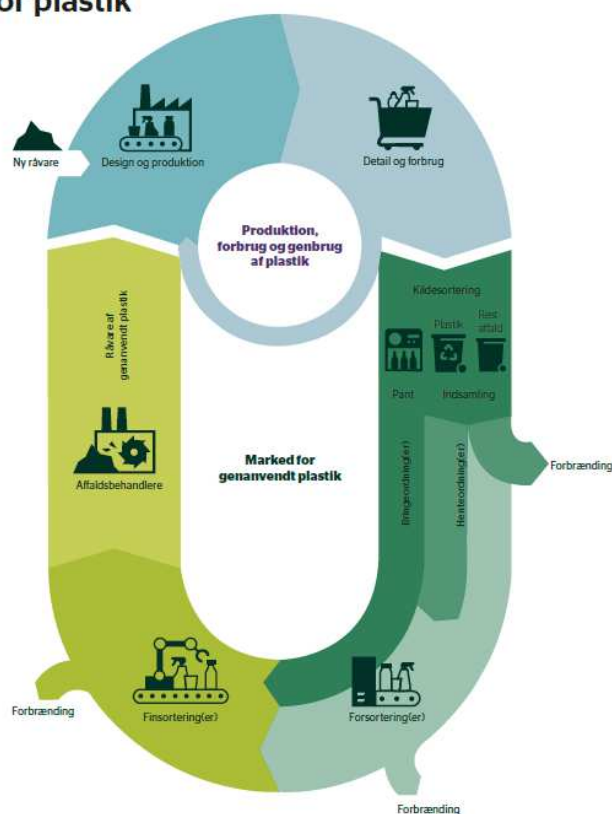 for plastik
Ny råvare
Design og produktion
Detail og forbrug
Produktion,
forbrug og genbrug
af plastik
Kildesortering
Plastik
Rest
affald
Pant
Indsamling
Bringeordning(er)
Henteordning(er)
Forbrænding
Råvare af
genanvendt plastik
Affaldsbehandlere
Marked for
genanvendt plastik
Forbrænding
Finsortering(er)
Forsortering(er)
Forbrænding